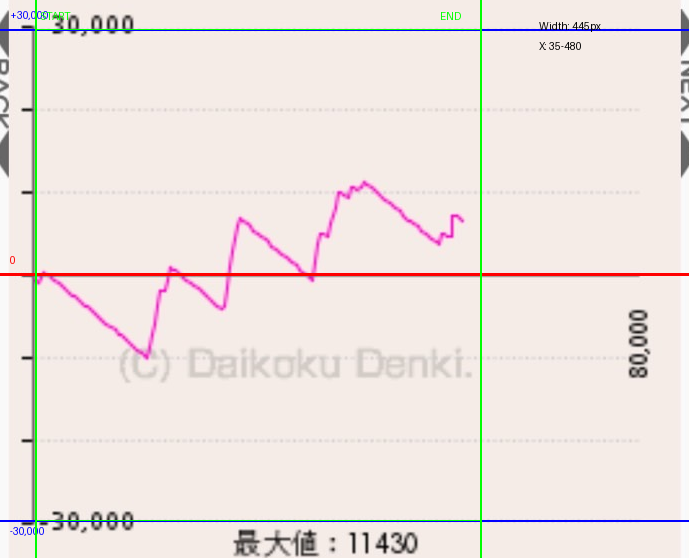 +30,000 START 30,000 END
Width: 445px
X: 35-480
BACK
NEXT
0
80,000
(C) Daikoku Denki.
-30,000 -30,000
最大値：11430